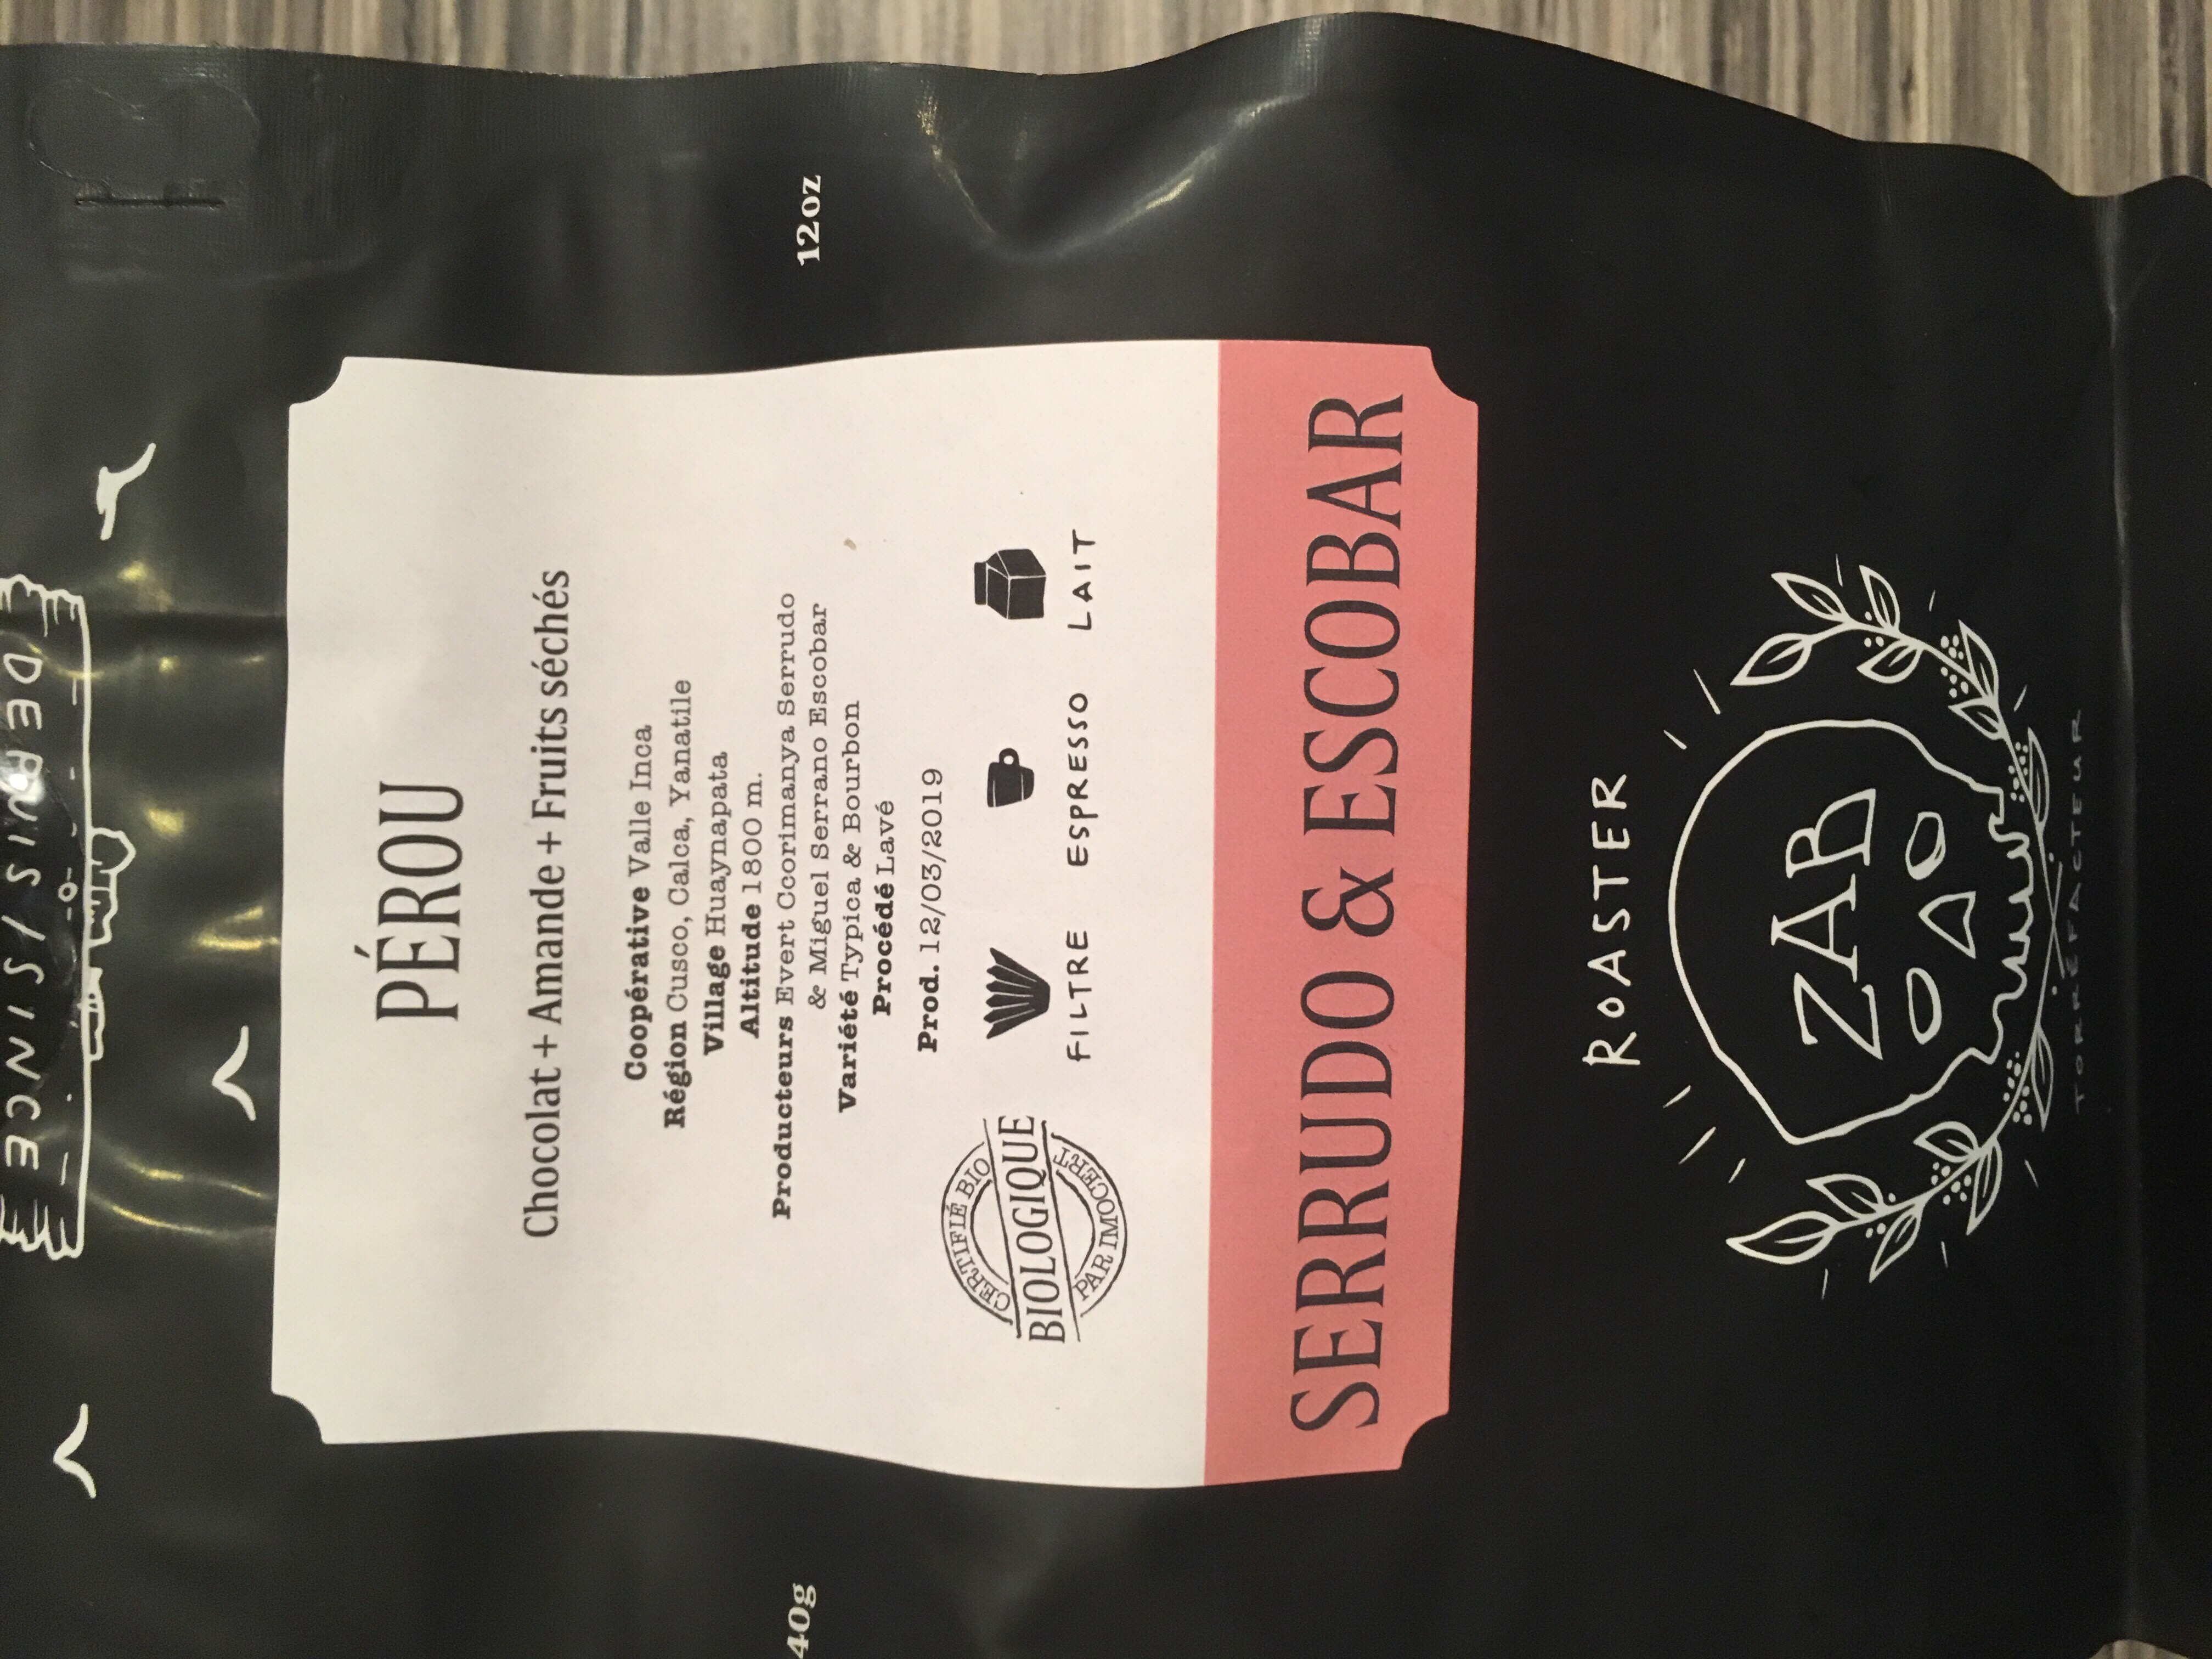 DEPUIS / SINCE
PÉROU
Chocolat + Amande + Fruits séchés
Coopérative Valle Inca
Région Cusco, Calca, Yanatile
Village Huaynapata
Altitude 1800 m.
Producteurs Evert Ccorimanya Serrudo
& Miguel Serrano Escobar
Variété Typica & Bourbon
Procédé Lavé
Prod. 12/03/2019
40g
12oz
CERTIFIÉ BIO
BIOLOGIQUE
PAR IMOCERT
FILTRE ESPRESSO LAIT
SERRUDO & ESCOBAR
ROASTER
ZAB
TORRÉFACTEUR